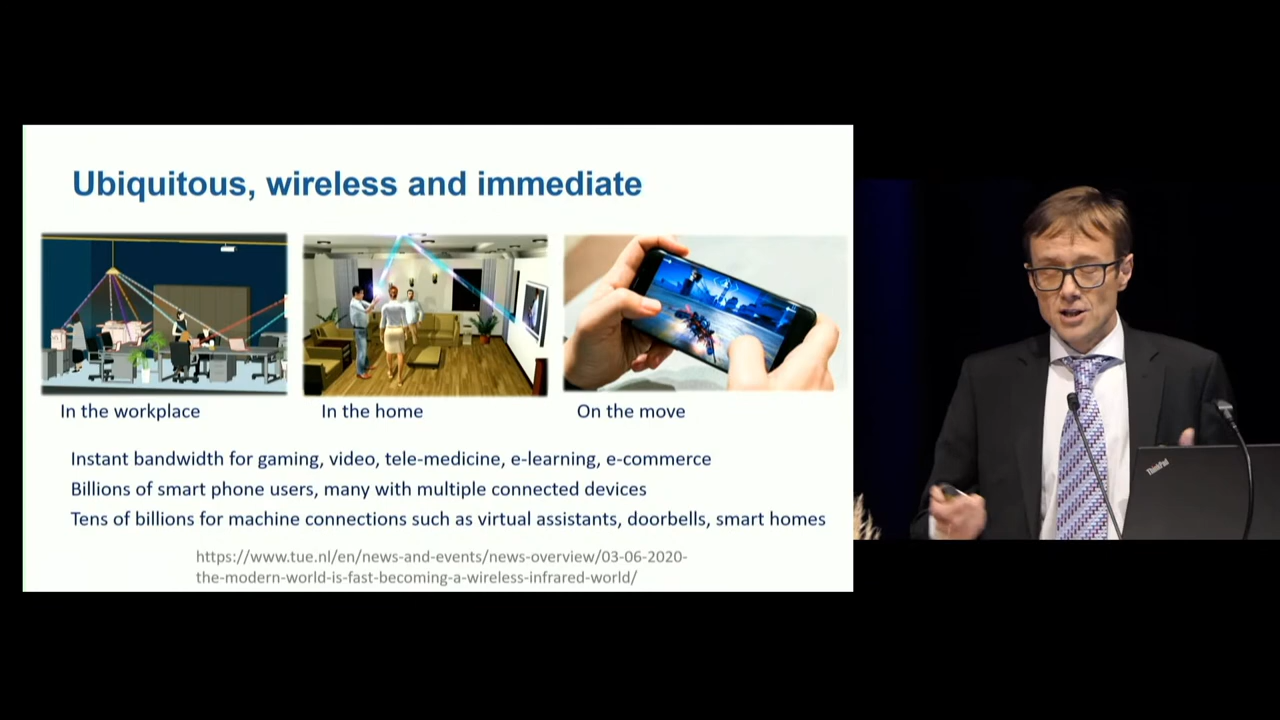 Ubiquitous, wireless and immediate
In the workplace
In the home
On the move
Instant bandwidth for gaming, video, tele-medicine, e-learning, e-commerce
Billions of smart phone users, many with multiple connected devices
Tens of billions for machine connections such as virtual assistants, doorbells, smart homes
https://www.tue.nl/en/news-and-events/news-overview/03-06-2020-
the-modern-world-is-fast-becoming-a-wireless-infrared-world/
ThinkPad